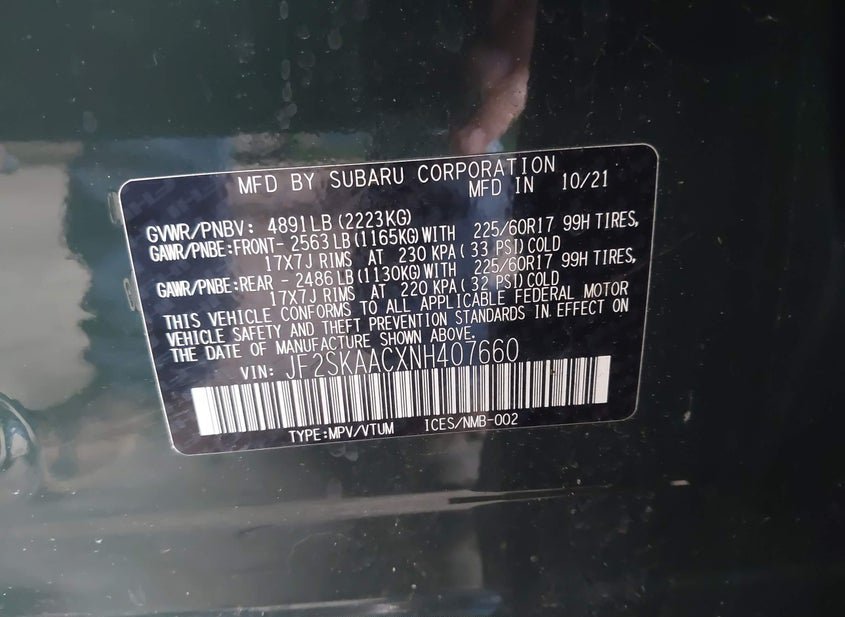 MFD BY SUBARU CORPORATION
MFD IN 10/21
GVWR/PNBV: 4891LB(2223KG)
GAWR/PNBE:FRONT- 2563LB(1165KG)WITH 225/60R17 99H TIRES,
17X7J RIMS AT 230 KPA( 33 PSI)COLD
GAWR/PNBE:REAR - 2486LB(1130KG)WITH 225/60R17 99H TIRES,
17X7J RIMS AT 220 KPA( 32 PSI)COLD
THIS VEHICLE CONFORMS TO ALL APPLICABLE FEDERAL MOTOR
VEHICLE SAFETY AND THEFT PREVENTION STANDARDS IN EFFECT ON
THE DATE OF MANUFACTURE SHOWN ABOVE.
VIN: JF2SKAACXNH407660
TYPE:MPV/VTUM ICES/NMB-002